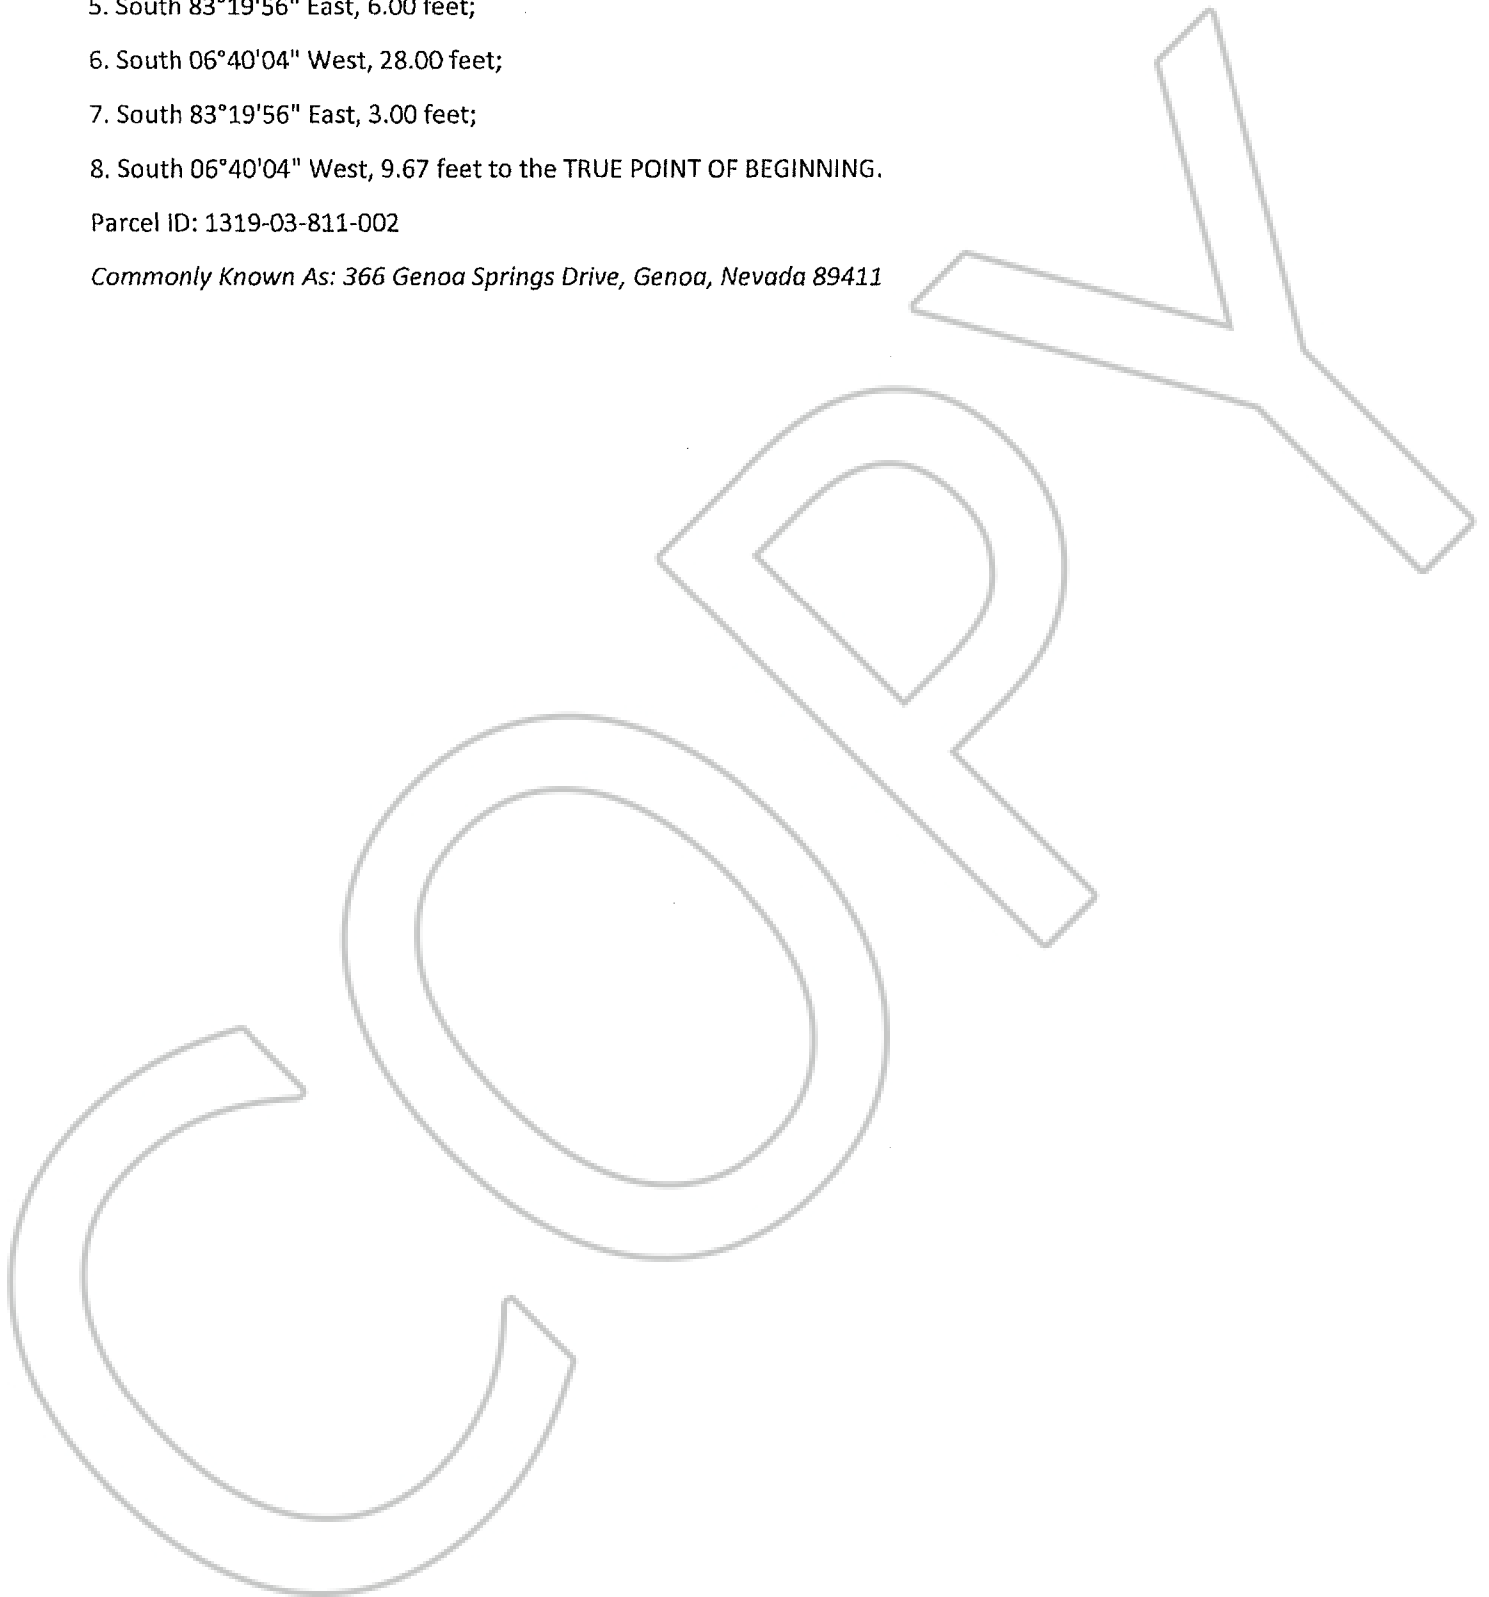 5. South 83°19'56" East, 6.00 feet;
6. South 06°40'04" West, 28.00 feet;
7. South 83°19'56" East, 3.00 feet;
8. South 06°40'04" West, 9.67 feet to the TRUE POINT OF BEGINNING.
Parcel ID: 1319-03-811-002
Commonly Known As: 366 Genoa Springs Drive, Genoa, Nevada 89411
COPY